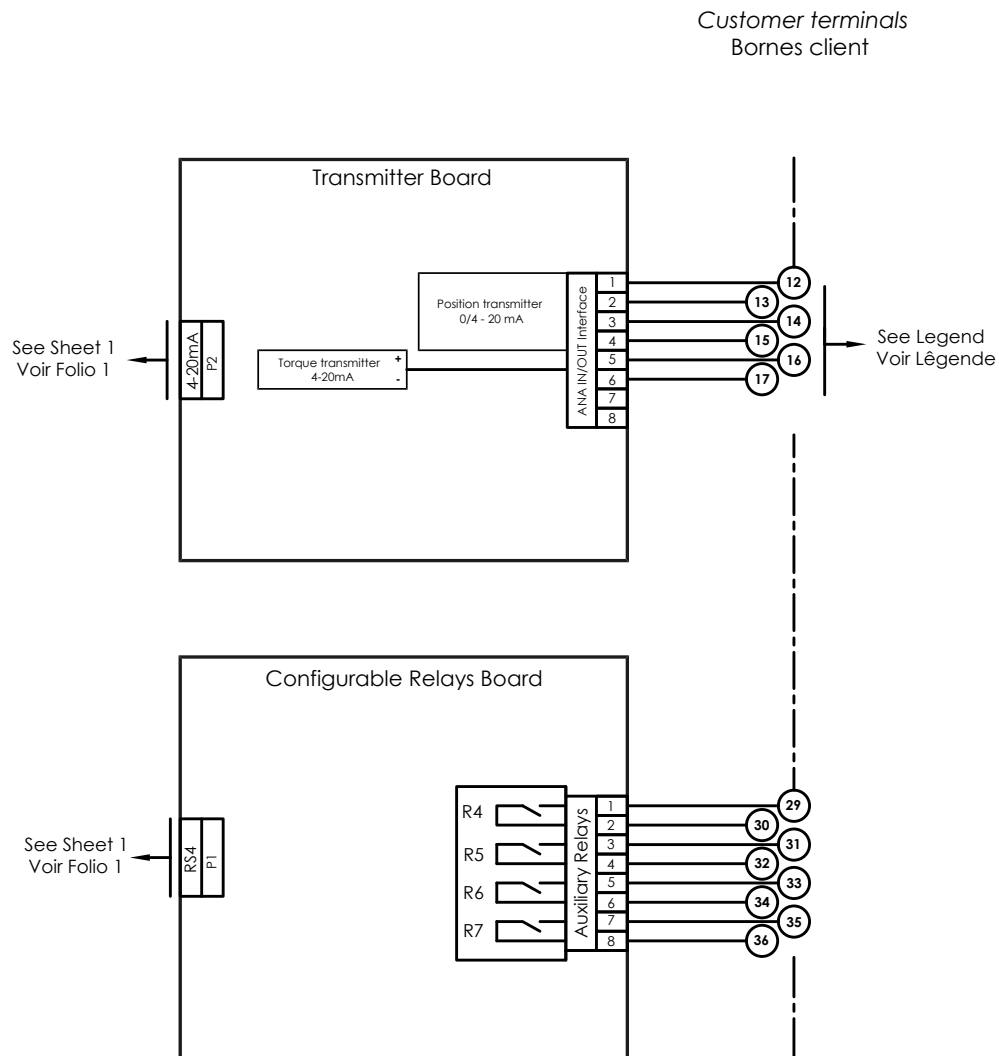 Customer terminals
Bornes client
Transmitter Board
Position transmitter
0/4 - 20 mA
Torque transmitter
4-20mA
+
-
ANA IN/OUT Interface
1
2
3
4
5
6
7
8
12
13
14
15
16
17
See Legend
Voir Lêgende
See Sheet 1
Voir Folio 1
4-20mA
P2
Configurable Relays Board
R4
R5
R6
R7
Auxiliary Relays
1
2
3
4
5
6
7
8
29
30
31
32
33
34
35
36
See Sheet 1
Voir Folio 1
RS4
P1